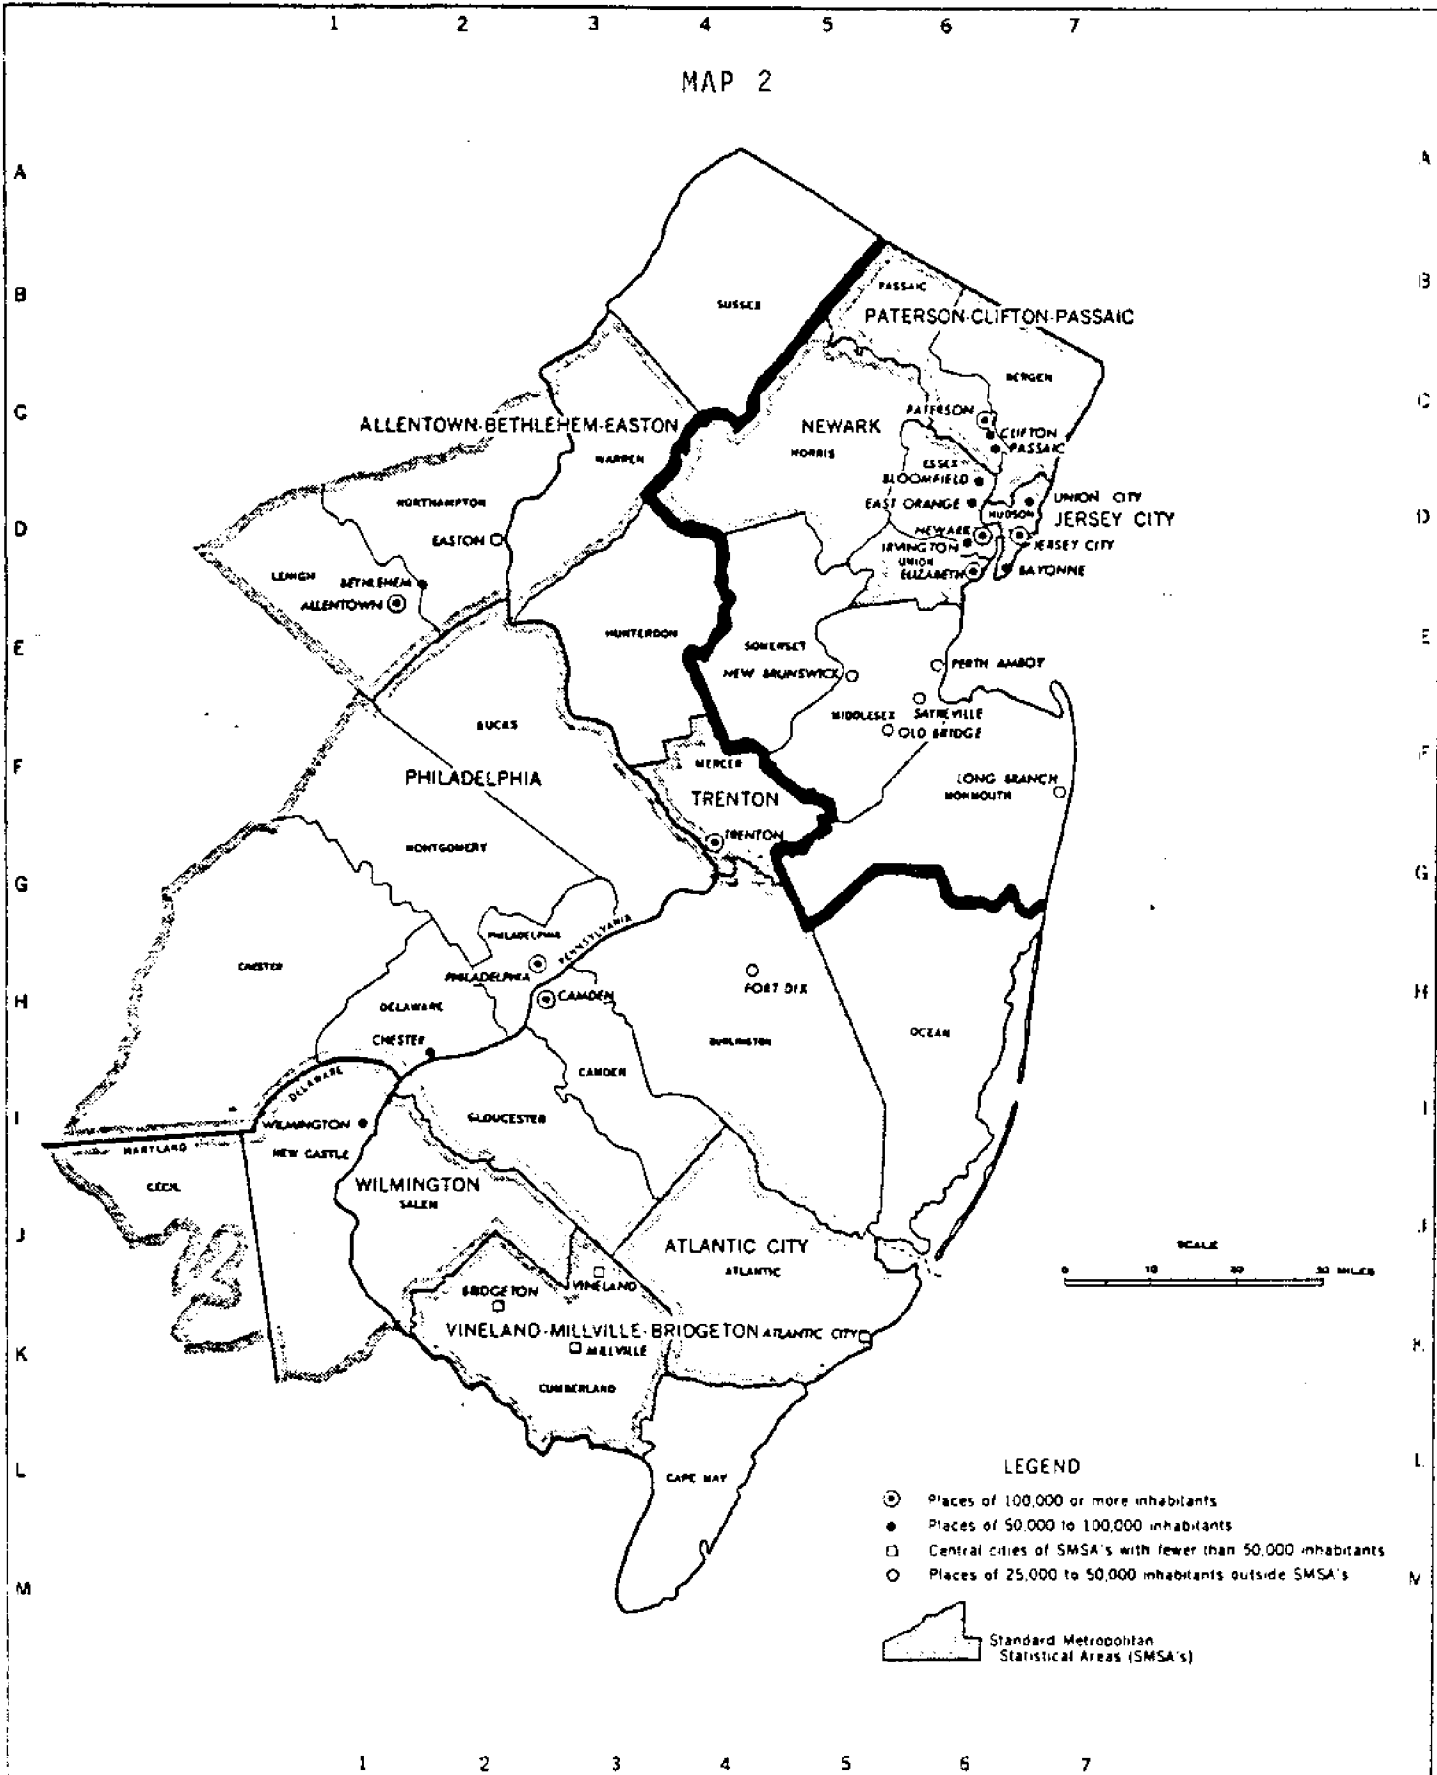 1 2 3 4 5 6 7
MAP 2
A A
B B
SUSSEX
PASSAIC
PATERSON-CLIFTON-PASSAIC
BERGEN
C C
PATERSON
ALLENTOWN-BETHLEHEM-EASTON
NEWARK
CLIFTON
PASSAIC
WARREN
MORRIS
ESSEX
BLOOMFIELD
NORTHAMPTON
EAST ORANGE
UNION CITY
HUDSON
JERSEY CITY
D D
EASTON
NEWARK
IRVINGTON
JERSEY CITY
UNION
ELIZABETH
BAYONNE
LEHIGH
BETHLEHEM
ALLENTOWN
E E
HUNTERDON
SOMERSET
NEW BRUNSWICK
PERTH AMBOY
MIDDLESEX
SAYREVILLE
OLD BRIDGE
BUCKS
F F
MERCER
PHILADELPHIA
LONG BRANCH
MONMOUTH
TRENTON
TRENTON
MONTGOMERY
G G
PHILADELPHIA
PENNSYLVANIA
CHESTER
PHILADELPHIA
FORT DIX
H H
CAMDEN
DELAWARE
CHESTER
BURLINGTON
OCEAN
DELAWARE
CAMDEN
I I
WILMINGTON
GLOUCESTER
MARYLAND
NEW CASTLE
CECIL
WILMINGTON
SALEM
J J
ATLANTIC CITY
ATLANTIC
SCALE
0 10 20 30 MILES
BRIDGETON
VINELAND
VINELAND-MILLVILLE-BRIDGETON
ATLANTIC CITY
MILLVILLE
K K
CUMBERLAND
L L
CAPE MAY
LEGEND
Places of 100,000 or more inhabitants
Places of 50,000 to 100,000 inhabitants
Central cities of SMSA's with fewer than 50,000 inhabitants
Places of 25,000 to 50,000 inhabitants outside SMSA's
M M
Standard Metropolitan
Statistical Areas (SMSA's)
1 2 3 4 5 6 7